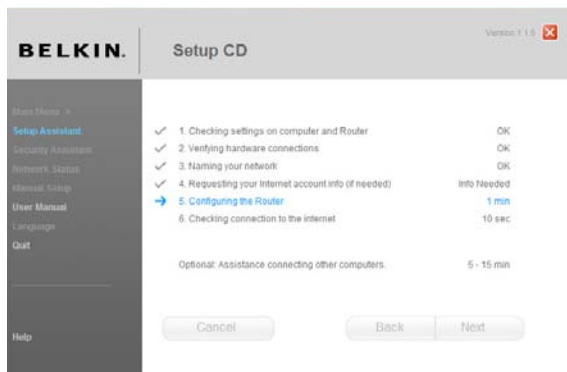 BELKIN.
Setup CD
Version 1.1.0
Main Menu >
Setup Assistant
Security Assistant
Network Status
Manual Setup
User Manual
Language
Quit
Help
1. Checking settings on computer and Router OK
2. Verifying hardware connections OK
3. Naming your network OK
4. Requesting your Internet account info (if needed) Info Needed
5. Configuring the Router 1 min
6. Checking connection to the internet 10 sec
Optional: Assistance connecting other computers. 5 - 15 min
Cancel
Back
Next